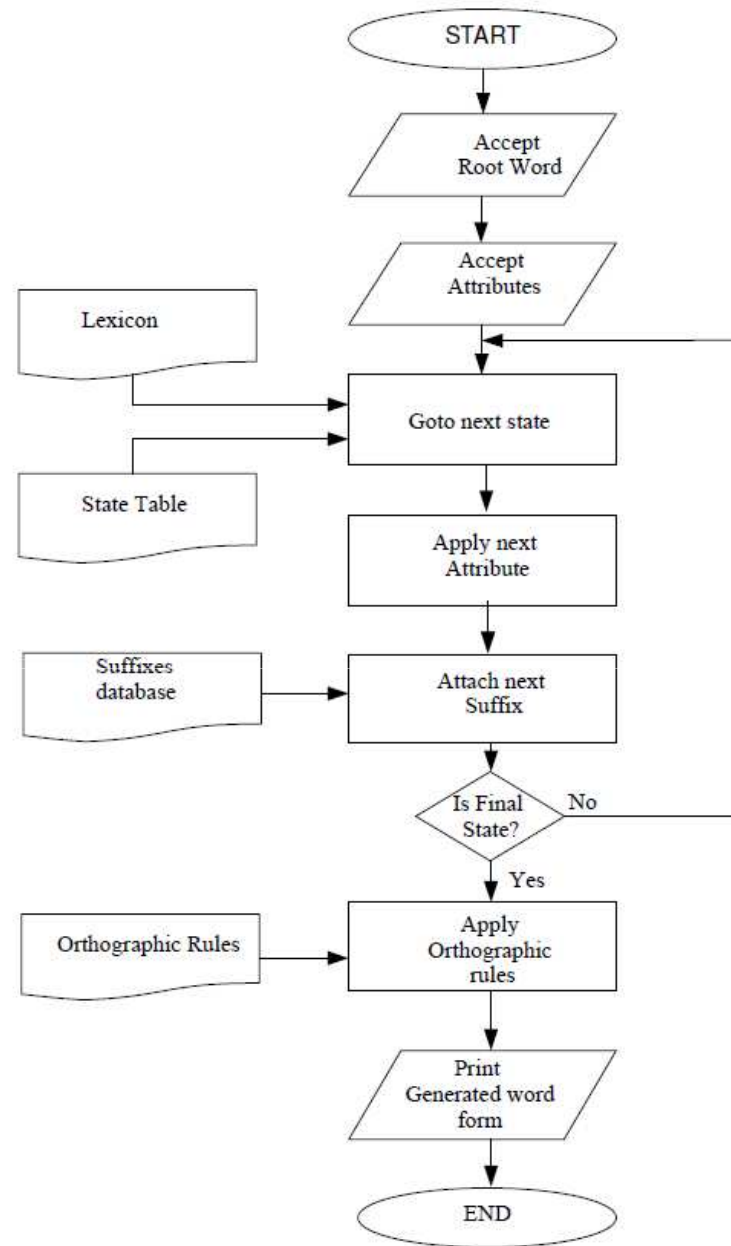 START
Accept
Root Word
Accept
Attributes
Lexicon
Goto next state
State Table
Apply next
Attribute
Suffixes
database
Attach next
Suffix
Is Final
State?
No
Yes
Orthographic Rules
Apply
Orthographic
rules
Print
Generated word
form
END